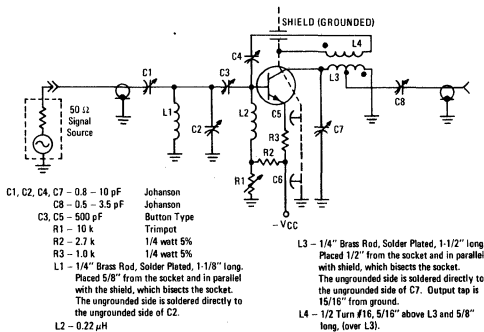 SHIELD (GROUNDED)
L4
C4
C1
C3
L3
C8
50 Ω
Signal
Source
L1
C2
L2
C5
C7
R3
R2
R1
C6
-VCC
C1, C2, C4, C7 – 0.8 – 10 pF Johanson
C8 – 0.5 – 3.5 pF Johanson
C3, C5 – 500 pF Button Type
R1 – 10 k Trimpot
R2 – 2.7 k 1/4 watt 5%
R3 – 1.0 k 1/4 watt 5%
L1 – 1/4" Brass Rod, Solder Plated, 1-1/8" long.
Placed 5/8" from the socket and in parallel
with the shield, which bisects the socket.
The ungrounded side is soldered directly to
the ungrounded side of C2.
L2 – 0.22 μH
L3 – 1/4" Brass Rod, Solder Plated, 1-1/2" long
Placed 1/2" from the socket and in parallel
with shield, which bisects the socket.
The ungrounded side is soldered directly to
the ungrounded side of C7. Output tap is
15/16" from ground.
L4 – 1/2 Turn #16, 5/16" above L3 and 5/8"
long, (over L3).